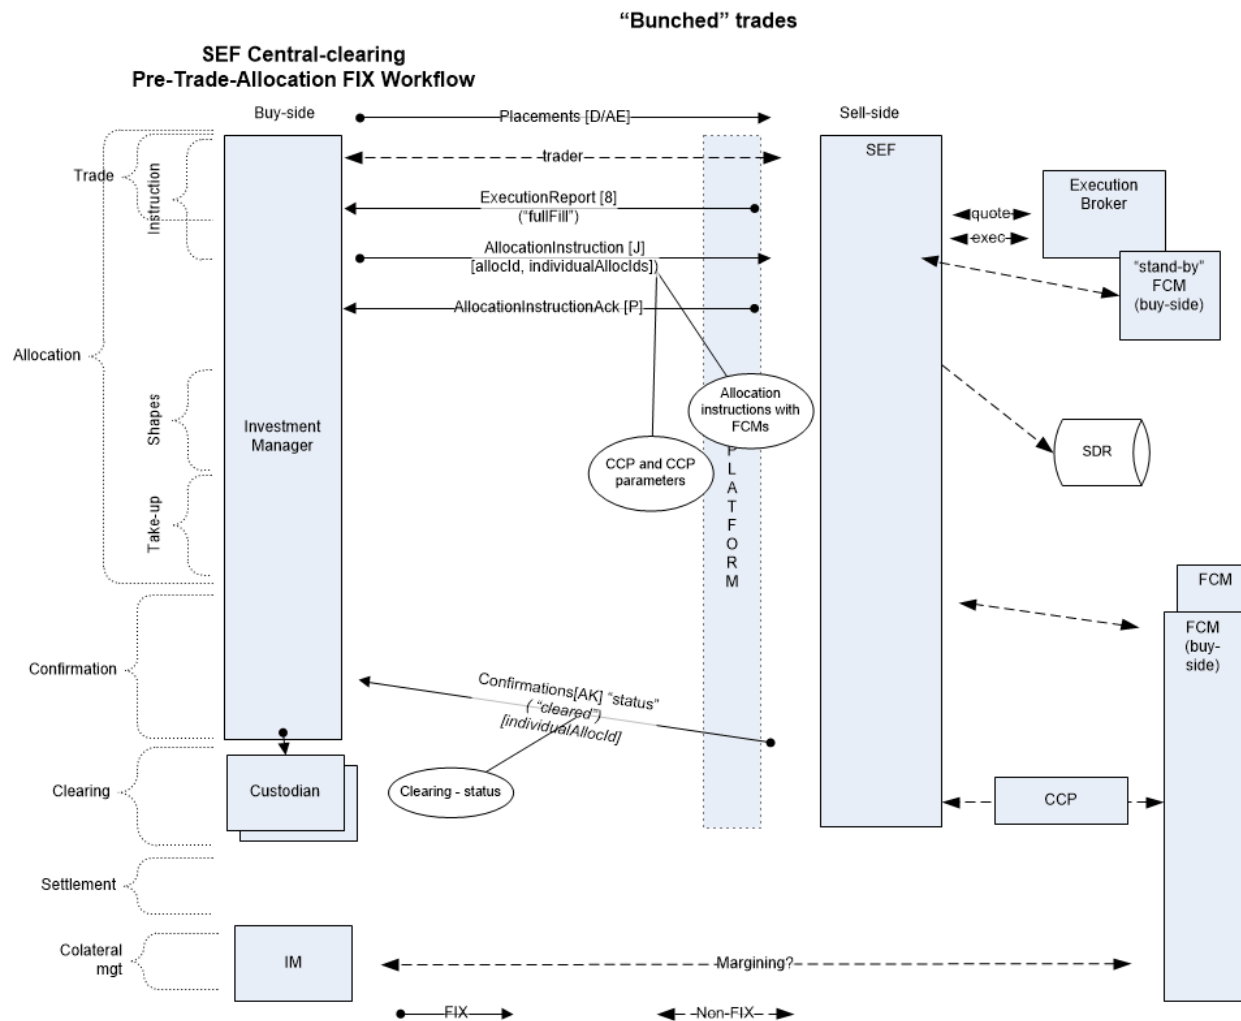 “Bunched” trades
SEF Central-clearing
Pre-Trade-Allocation FIX Workflow
Buy-side
Placements [D/AE]
Sell-side
Trade
Instruction
trader
SEF
ExecutionReport [8]
(“fullFill”)
Execution
Broker
quote
exec
AllocationInstruction [J]
[allocId, individualAllocIds])
“stand-by”
FCM
(buy-side)
AllocationInstructionAck [P]
Allocation
Shapes
Investment
Manager
Allocation
instructions with
FCMs
CCP and CCP
parameters
SDR
P
L
A
T
F
O
R
M
Take-up
FCM
FCM
(buy-
side)
Confirmation
Confirmations[AK] “status”
( “cleared”)
[individualAllocId]
Clearing
Custodian
Clearing - status
CCP
Settlement
Colateral
mgt
IM
Margining?
FIX
Non-FIX